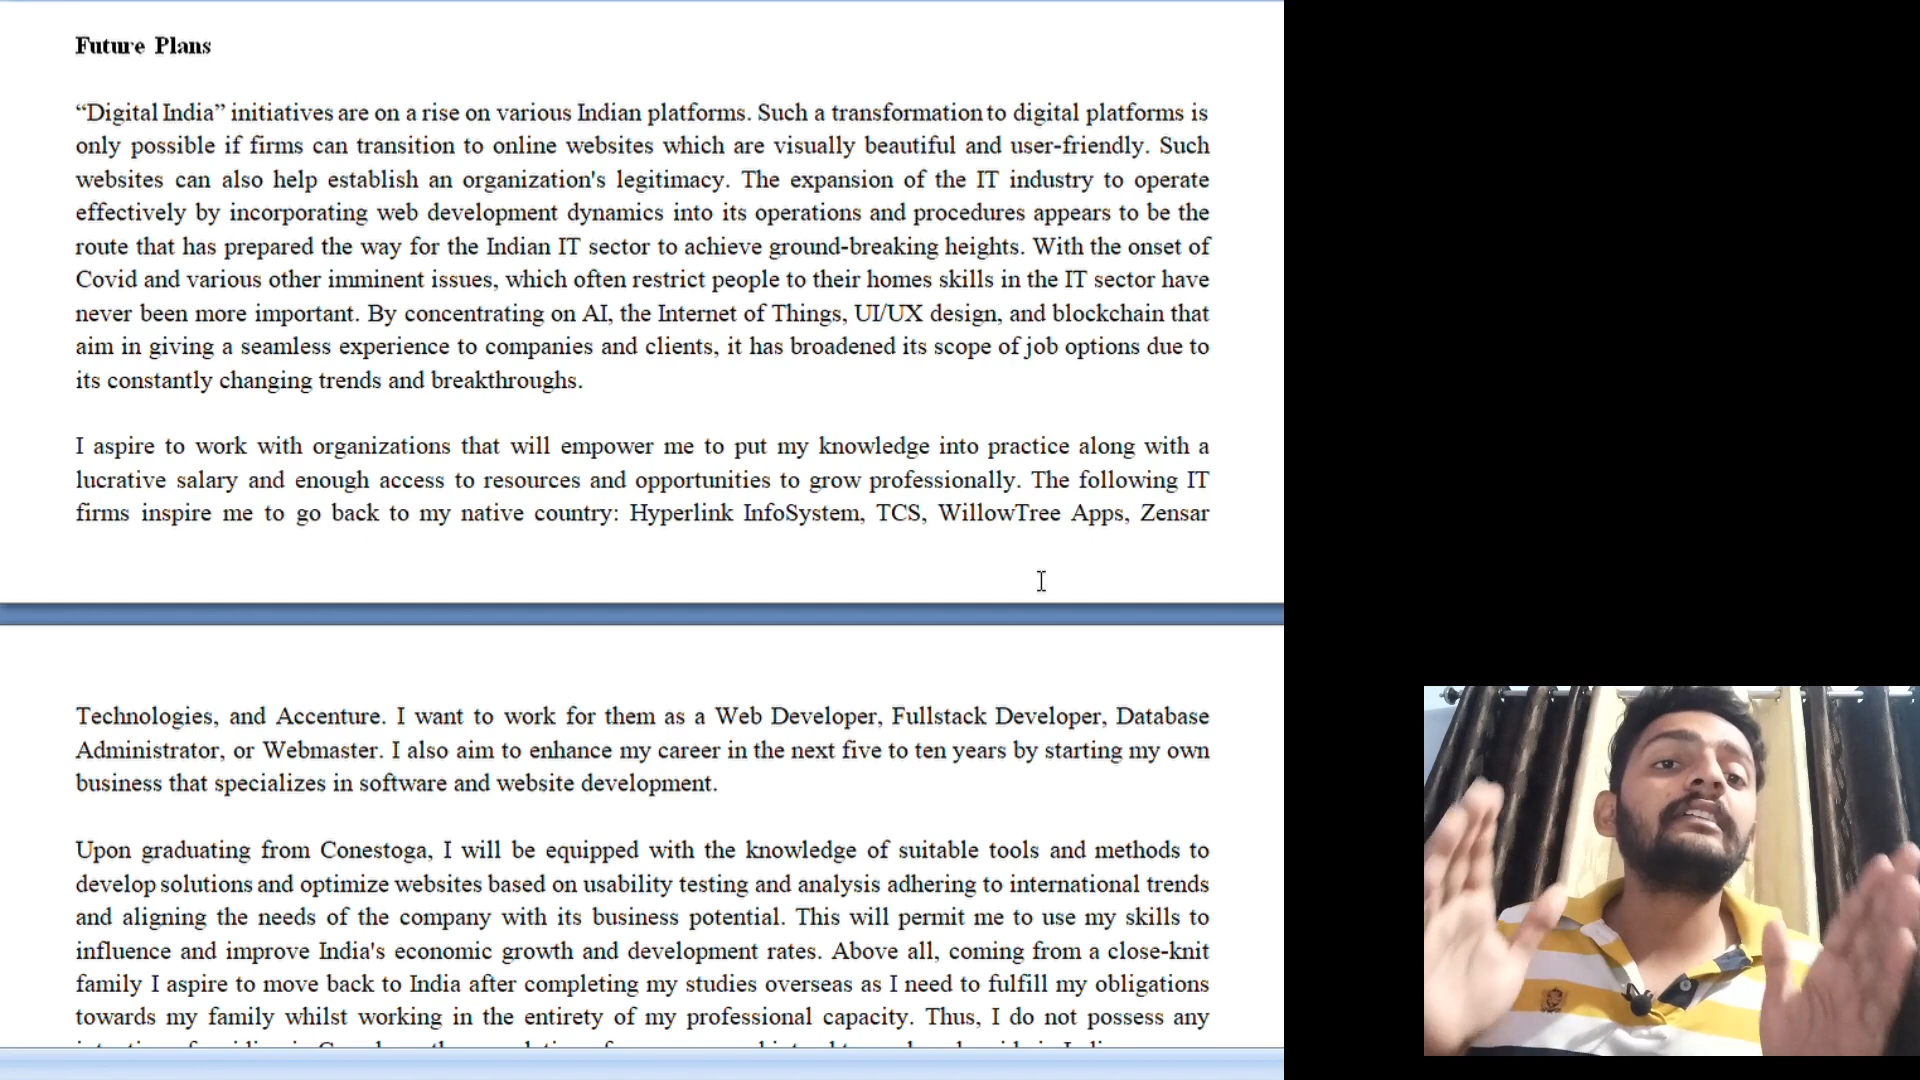 Future Plans
“Digital India” initiatives are on a rise on various Indian platforms. Such a transformation to digital platforms is
only possible if firms can transition to online websites which are visually beautiful and user-friendly. Such
websites can also help establish an organization's legitimacy. The expansion of the IT industry to operate
effectively by incorporating web development dynamics into its operations and procedures appears to be the
route that has prepared the way for the Indian IT sector to achieve ground-breaking heights. With the onset of
Covid and various other imminent issues, which often restrict people to their homes skills in the IT sector have
never been more important. By concentrating on AI, the Internet of Things, UI/UX design, and blockchain that
aim in giving a seamless experience to companies and clients, it has broadened its scope of job options due to
its constantly changing trends and breakthroughs.
I aspire to work with organizations that will empower me to put my knowledge into practice along with a
lucrative salary and enough access to resources and opportunities to grow professionally. The following IT
firms inspire me to go back to my native country: Hyperlink InfoSystem, TCS, WillowTree Apps, Zensar
Technologies, and Accenture. I want to work for them as a Web Developer, Fullstack Developer, Database
Administrator, or Webmaster. I also aim to enhance my career in the next five to ten years by starting my own
business that specializes in software and website development.
Upon graduating from Conestoga, I will be equipped with the knowledge of suitable tools and methods to
develop solutions and optimize websites based on usability testing and analysis adhering to international trends
and aligning the needs of the company with its business potential. This will permit me to use my skills to
influence and improve India's economic growth and development rates. Above all, coming from a close-knit
family I aspire to move back to India after completing my studies overseas as I need to fulfill my obligations
towards my family whilst working in the entirety of my professional capacity. Thus, I do not possess any